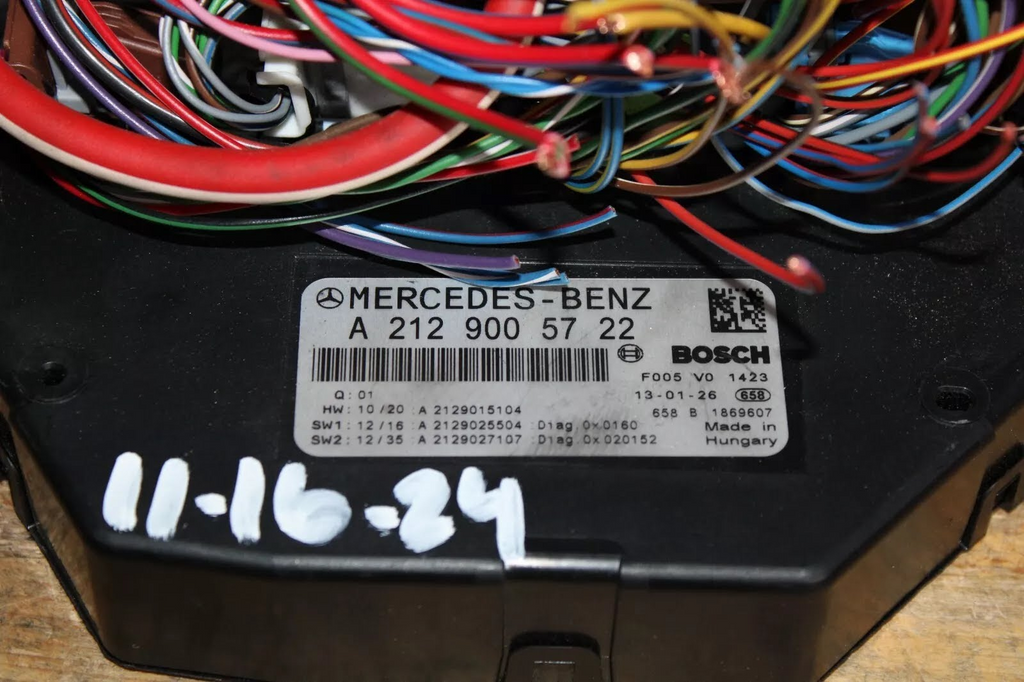 MERCEDES-BENZ
A 212 900 57 22
BOSCH
F005 V0 1423
Q: 01
13-01-26 658
HW: 10/20 :A 2129015104
658 B 1869607
SW1: 12/16 :A 2129025504 :Diag.0x0160
Made in
SW2: 12/35 :A 2129027107 :Diag.0x020152
Hungary
11-16-24